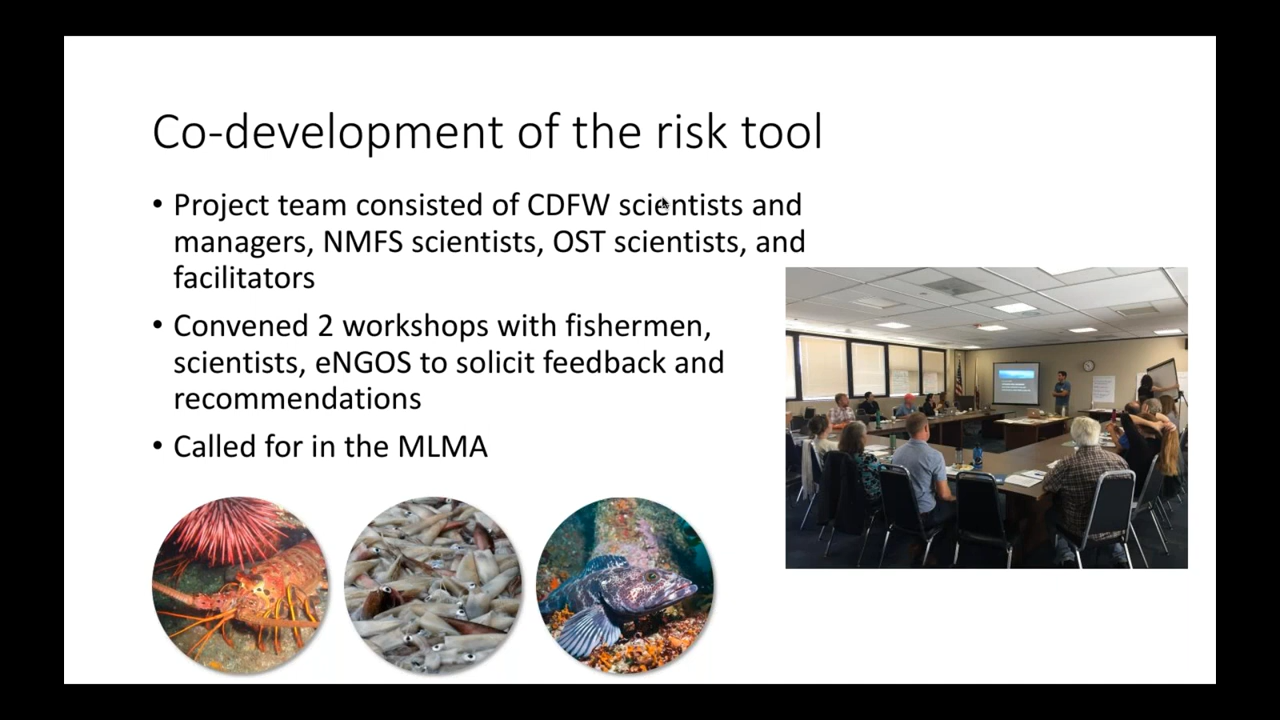 Co-development of the risk tool
• Project team consisted of CDFW scientists and
managers, NMFS scientists, OST scientists, and
facilitators
• Convened 2 workshops with fishermen,
scientists, eNGOS to solicit feedback and
recommendations
• Called for in the MLMA